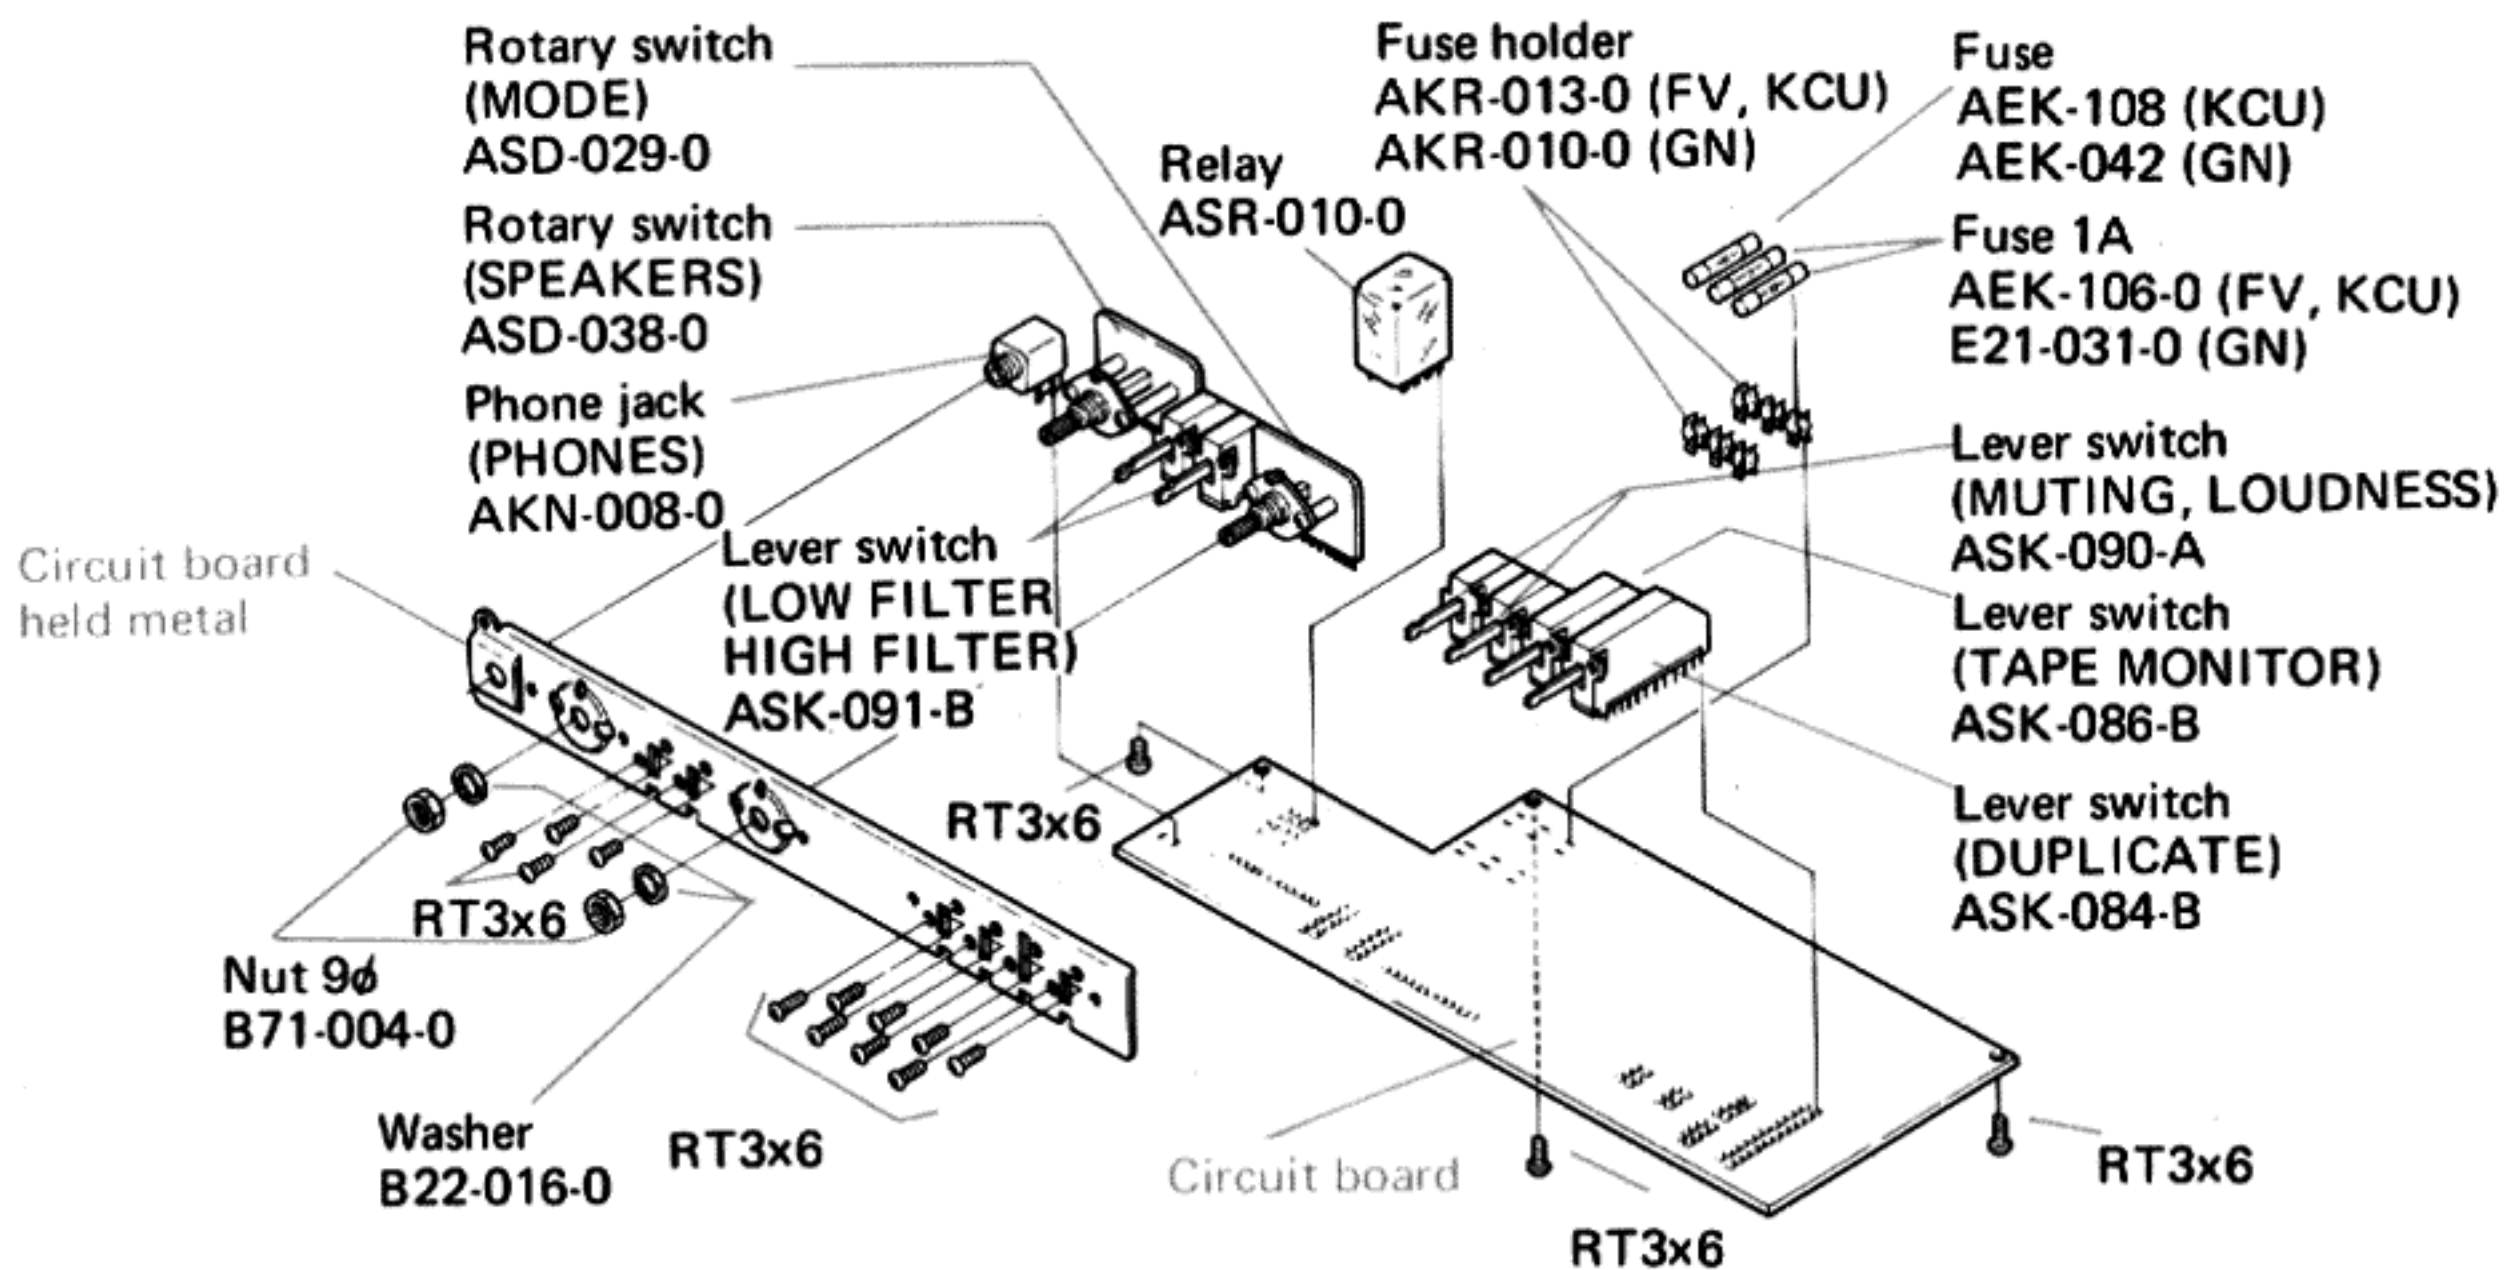 Rotary switch
(MODE)
ASD-029-0
Rotary switch
(SPEAKERS)
ASD-038-0
Phone jack
(PHONES)
AKN-008-0
Relay
ASR-010-0
Fuse holder
AKR-013-0 (FV, KCU)
AKR-010-0 (GN)
Fuse
AEK-108 (KCU)
AEK-042 (GN)
Fuse 1A
AEK-106-0 (FV, KCU)
E21-031-0 (GN)
Lever switch
(MUTING, LOUDNESS)
ASK-090-A
Lever switch
(TAPE MONITOR)
ASK-086-B
Lever switch
(DUPLICATE)
ASK-084-B
Circuit board
held metal
Lever switch
(LOW FILTER
HIGH FILTER)
ASK-091-B
RT3x6
RT3x6
Nut 9ø
B71-004-0
Washer
B22-016-0
RT3x6
Circuit board
RT3x6
RT3x6